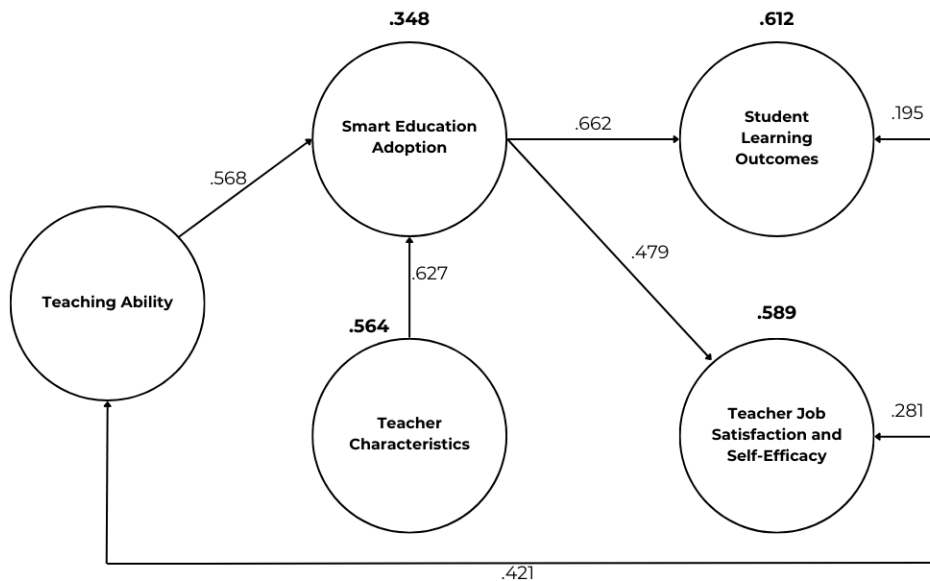 .348
.612
Smart Education
Adoption
.662
Student
Learning
Outcomes
.195
.568
.479
.627
Teaching Ability
.564
.589
Teacher
Characteristics
Teacher Job
Satisfaction and
Self-Efficacy
.281
.421